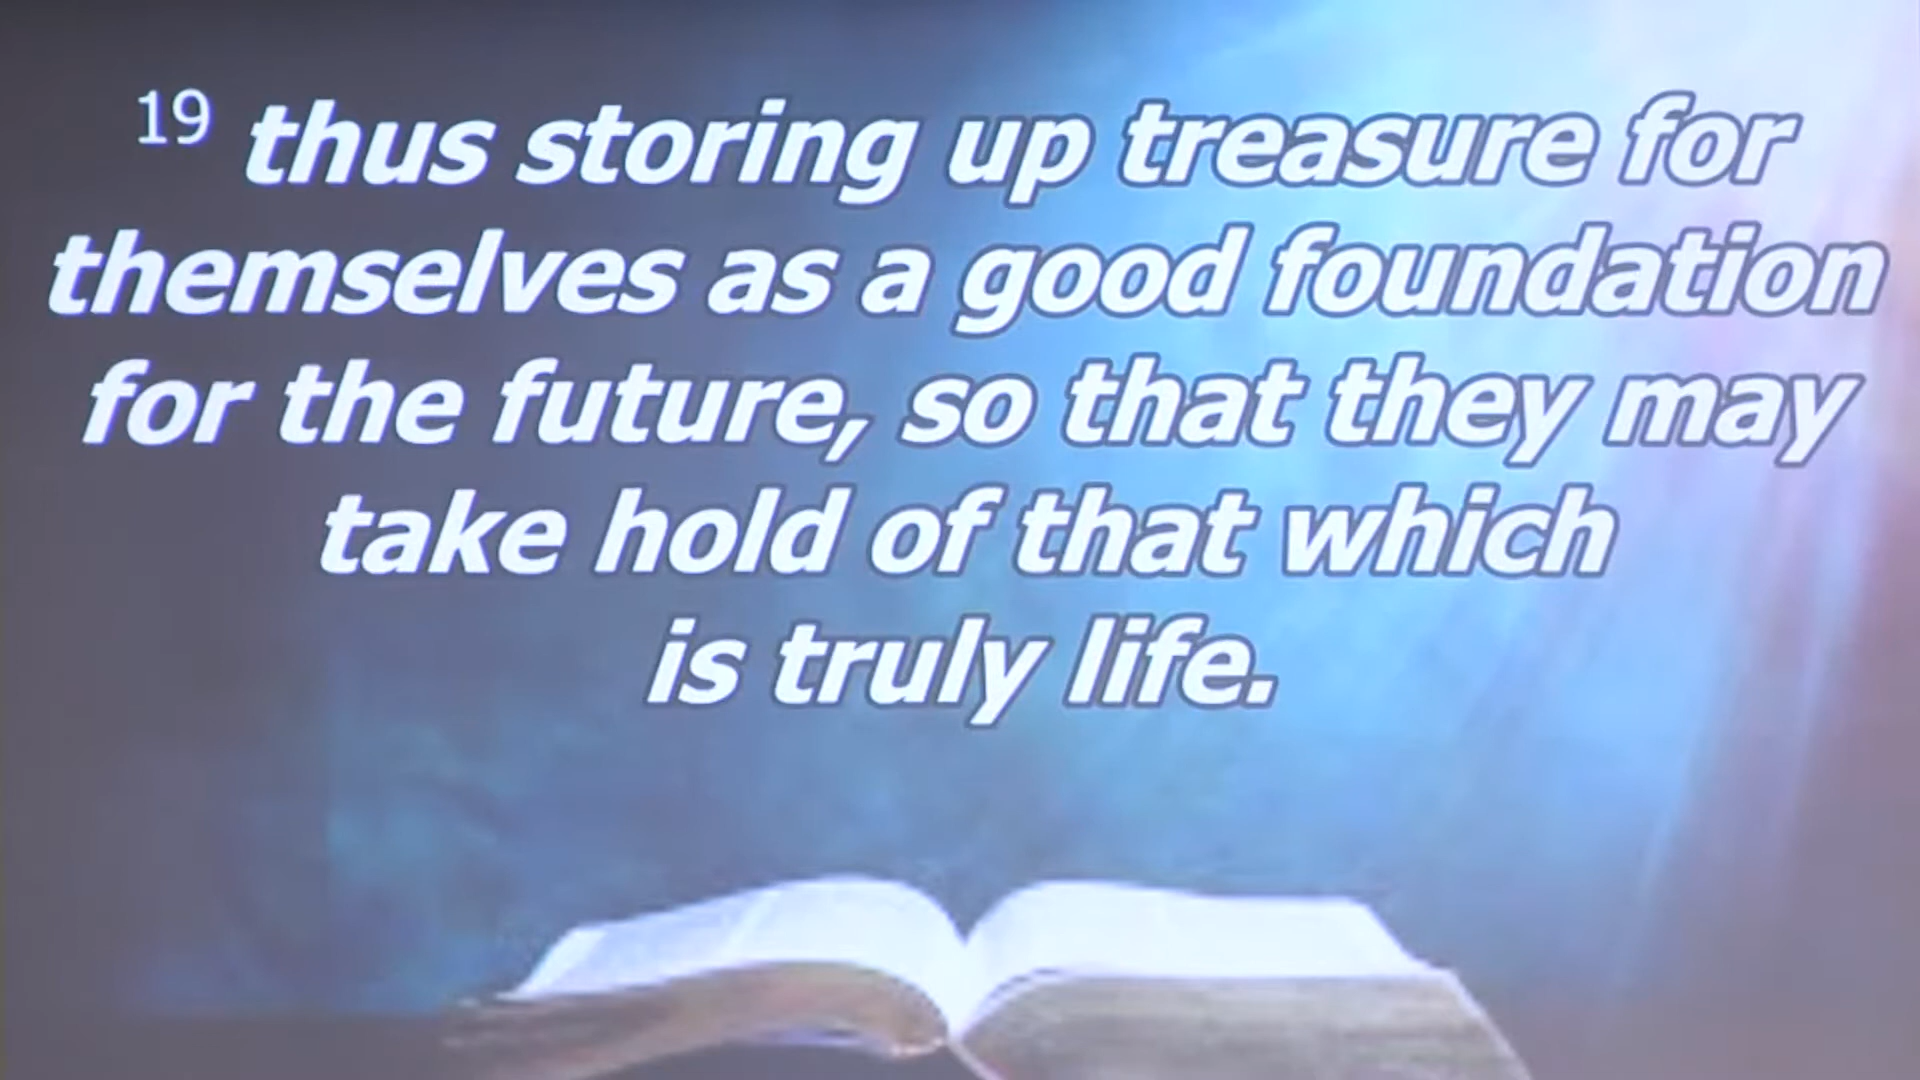 19 thus storing up treasure for
themselves as a good foundation
for the future, so that they may
take hold of that which
is truly life.